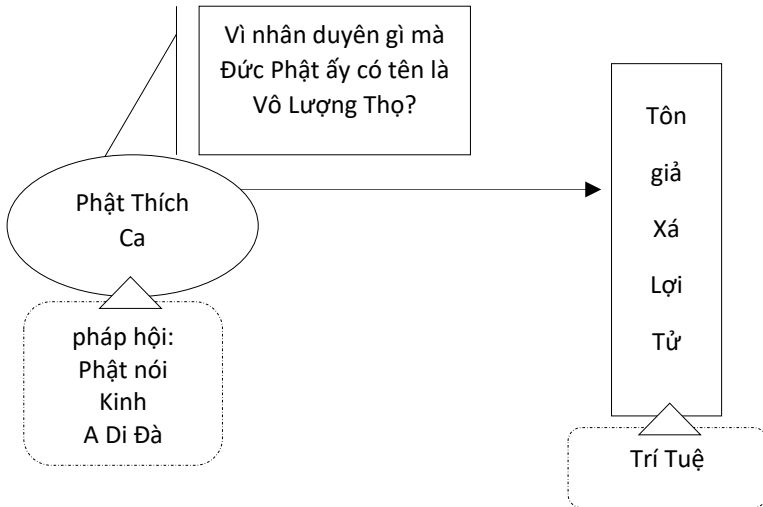 Vì nhân duyên gì mà
Đức Phật ấy có tên là
Vô Lượng Thọ?
Phật Thích
Ca
pháp hội:
Phật nói
Kinh
A Di Đà
Tôn
giả
Xá
Lợi
Tử
Trí Tuệ